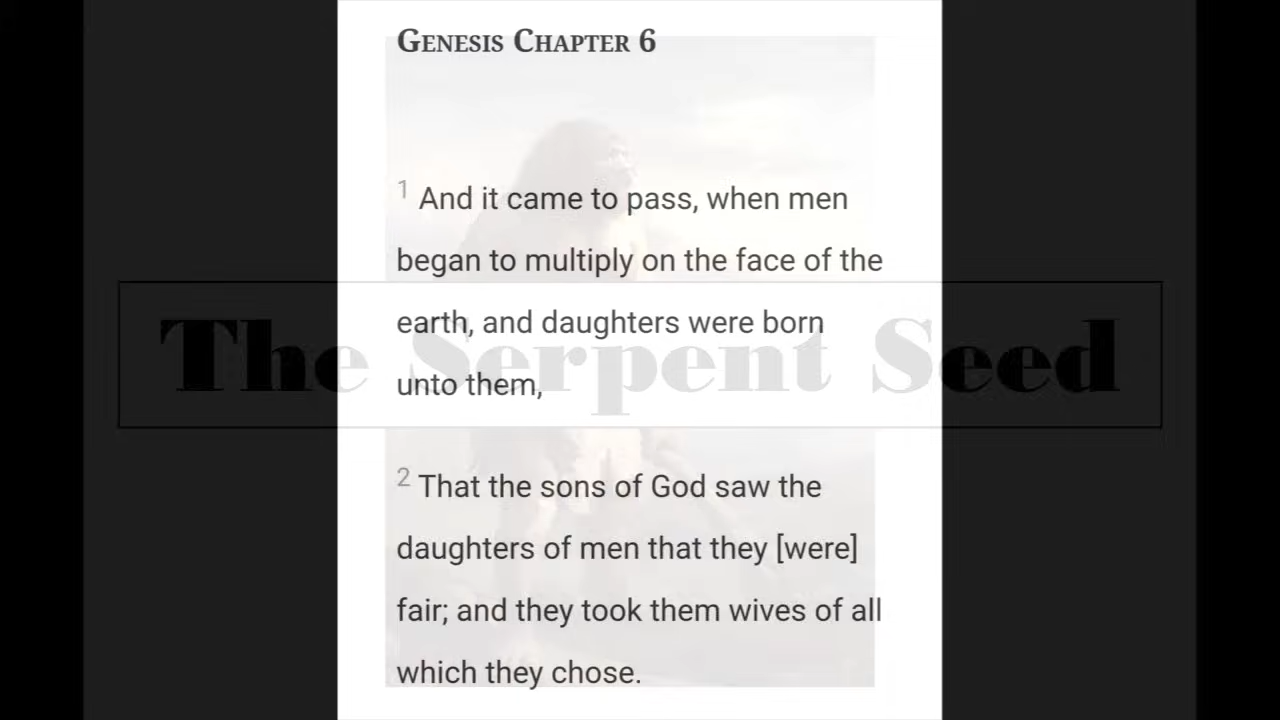 Genesis Chapter 6
1 And it came to pass, when men
began to multiply on the face of the
earth, and daughters were born
The Serpent Seed
unto them,
2 That the sons of God saw the
daughters of men that they [were]
fair; and they took them wives of all
which they chose.